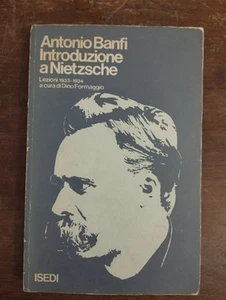 Antonio Banfi
Introduzione
a Nietzsche
Lezioni 1933-1934
a cura di Dino Formaggio
ISEDI